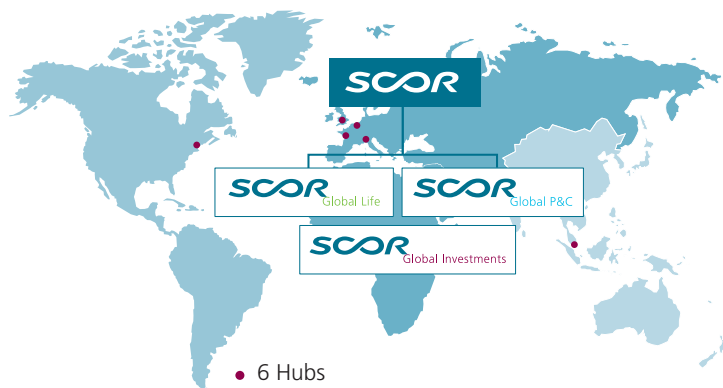 SCOR
SCOR Global Life
SCOR Global P&C
SCOR Global Investments
6 Hubs